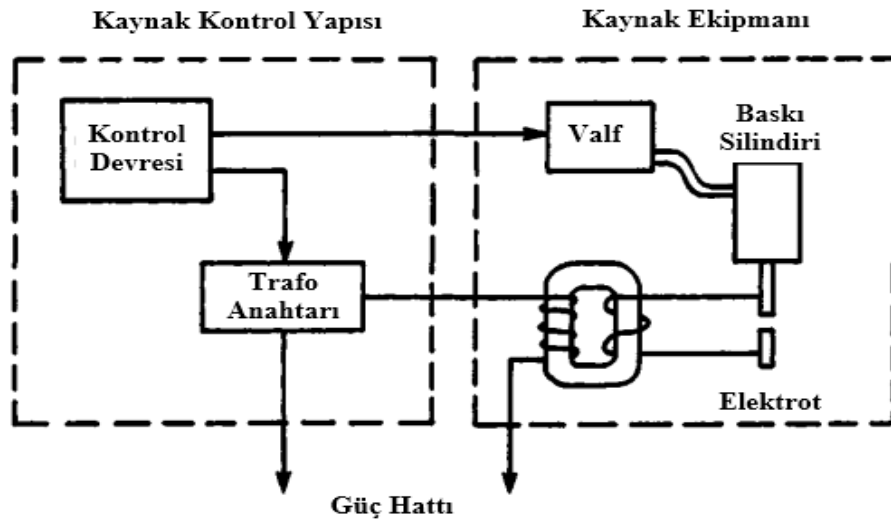 Kaynak Kontrol Yapısı
Kaynak Ekipmanı
Kontrol
Devresi
Valf
Baskı
Silindiri
Trafo
Anahtarı
Elektrot
Güç Hattı